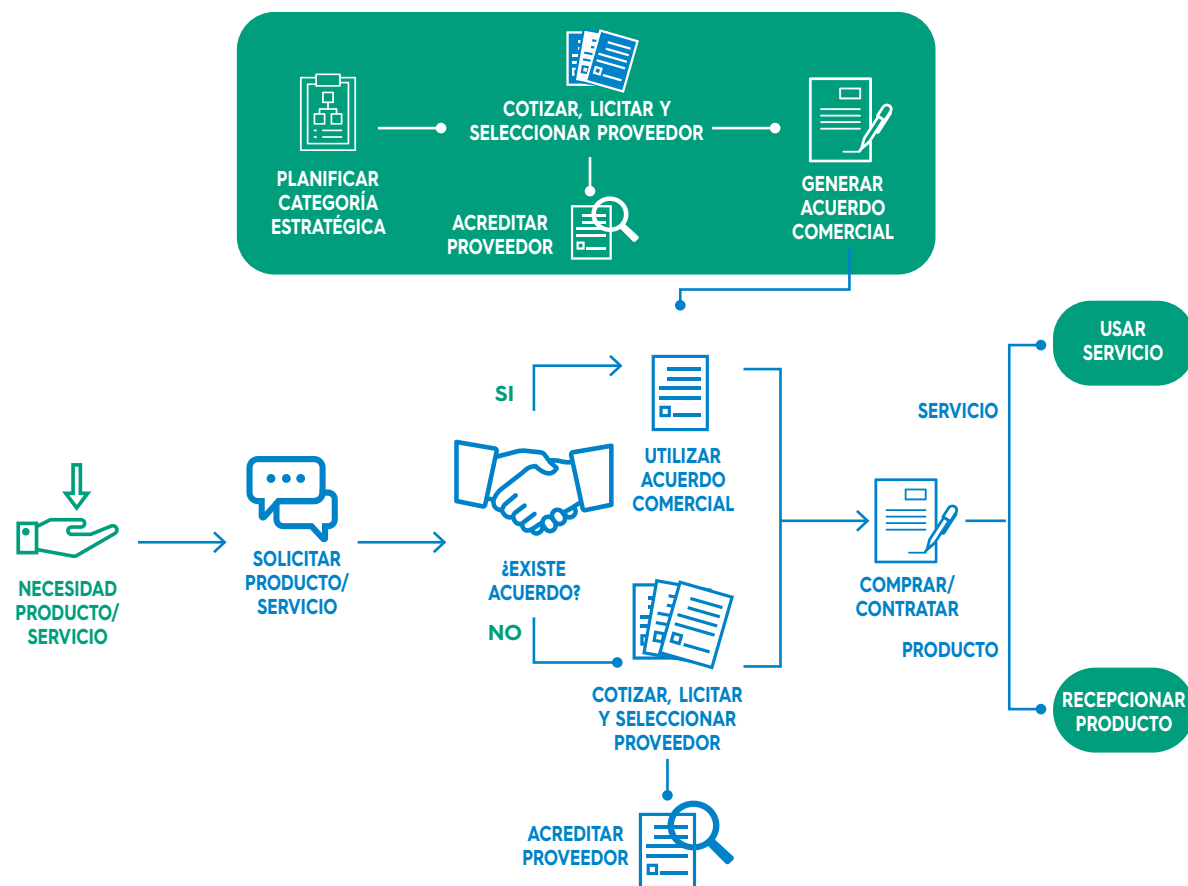 COTIZAR, LICITAR Y
SELECCIONAR PROVEEDOR
PLANIFICAR
CATEGORÍA
ESTRATÉGICA
ACREDITAR
PROVEEDOR
GENERAR
ACUERDO
COMERCIAL
NECESIDAD
PRODUCTO/
SERVICIO
SOLICITAR
PRODUCTO/
SERVICIO
SI
¿EXISTE
ACUERDO?
NO
UTILIZAR
ACUERDO
COMERCIAL
COTIZAR, LICITAR
Y SELECCIONAR
PROVEEDOR
ACREDITAR
PROVEEDOR
COMPRAR/
CONTRATAR
SERVICIO
USAR
SERVICIO
PRODUCTO
RECEPCIONAR
PRODUCTO